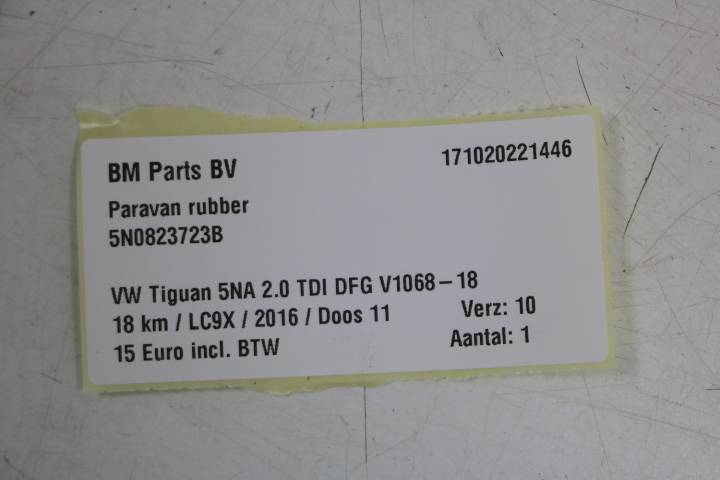 BM Parts BV 171020221446
Paravan rubber
5N0823723B
VW Tiguan 5NA 2.0 TDI DFG V1068-18
18 km / LC9X / 2016 / Doos 11 Verz: 10
15 Euro incl. BTW Aantal: 1